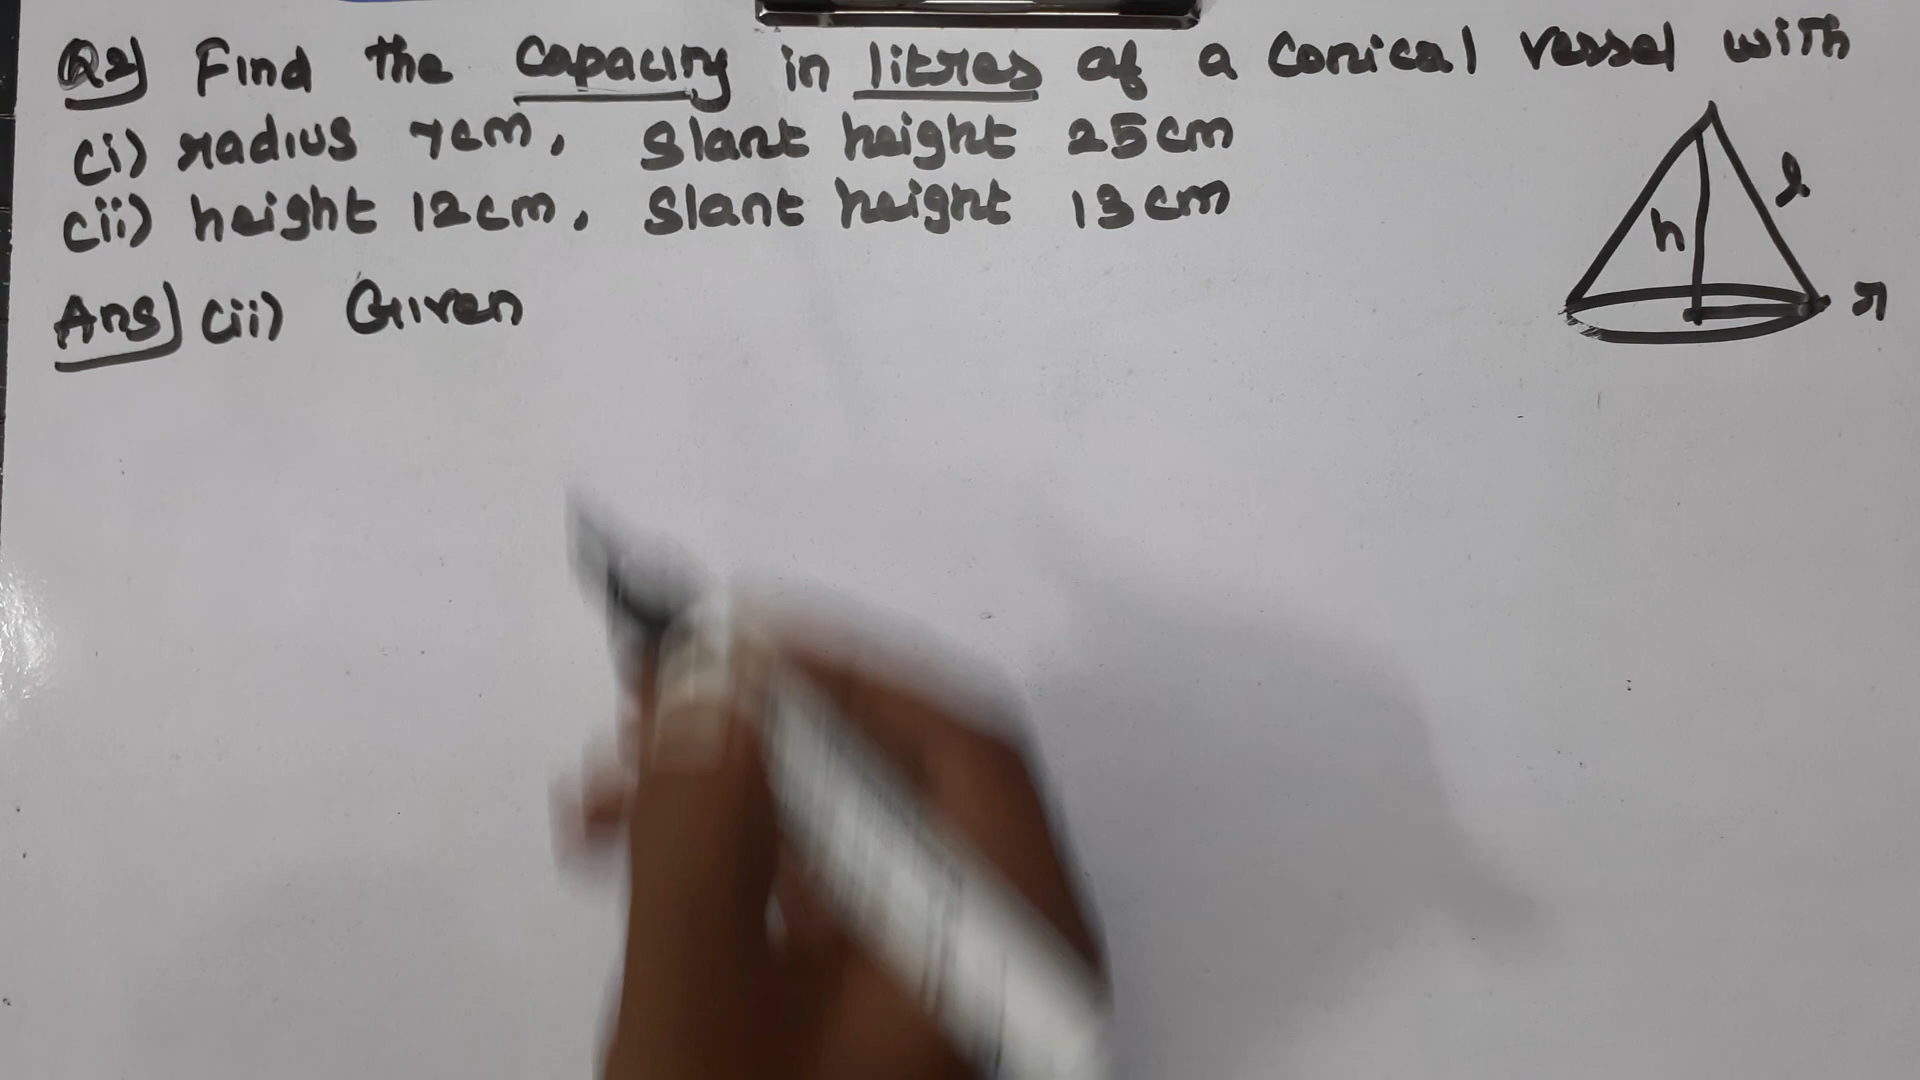 Q2) Find the capacity in litres of a conical vessel with
(i) radius 7cm, slant height 25cm
(ii) height 12cm, slant height 13cm
Ans) (ii) Given
h
l
r